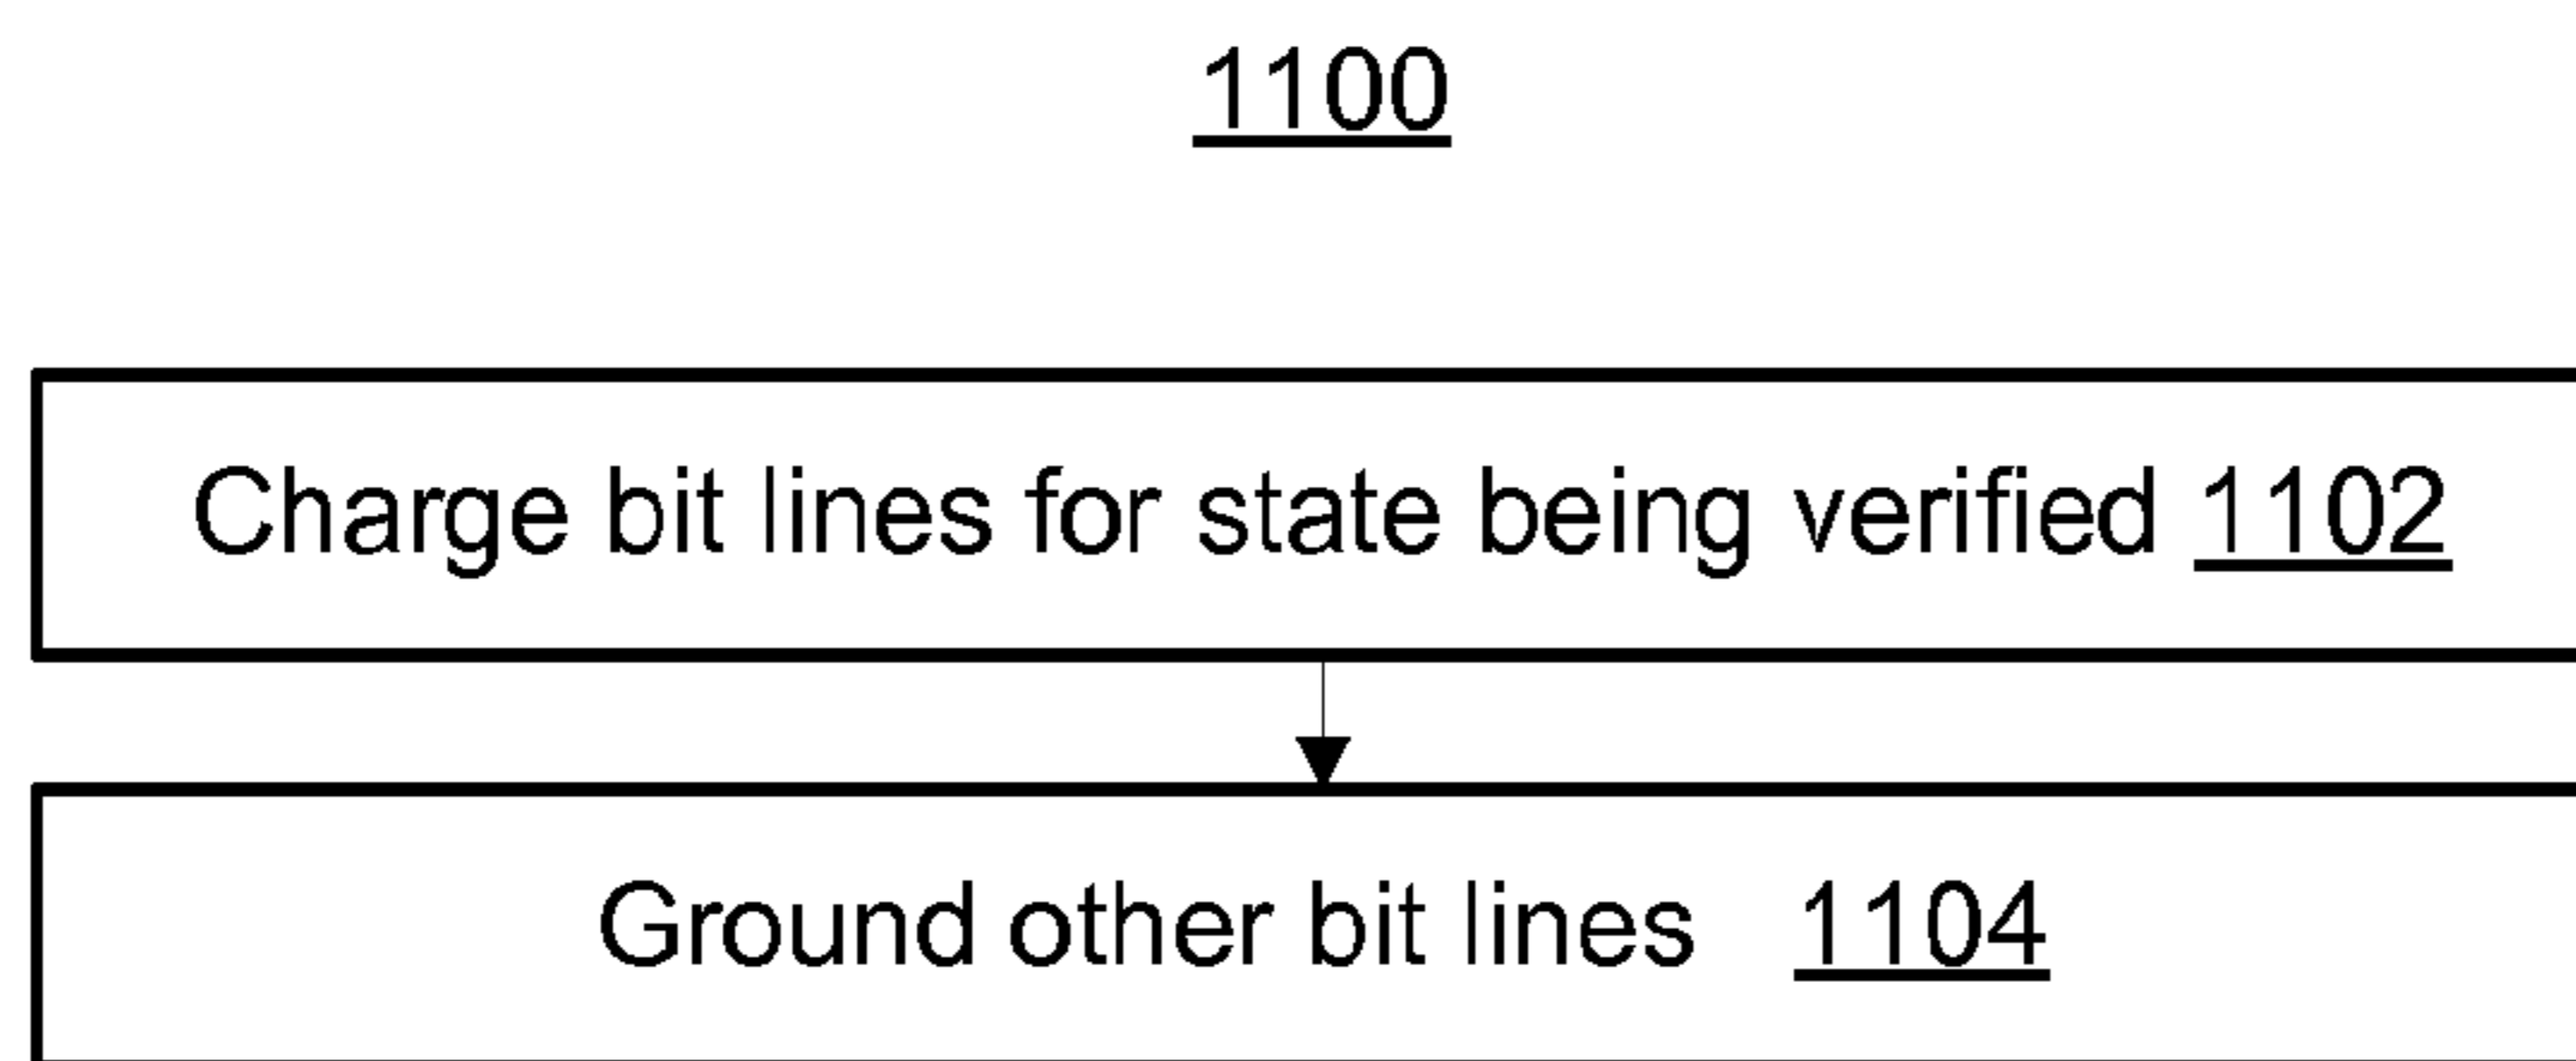 1100
Charge bit lines for state being verified 1102
Ground other bit lines 1104